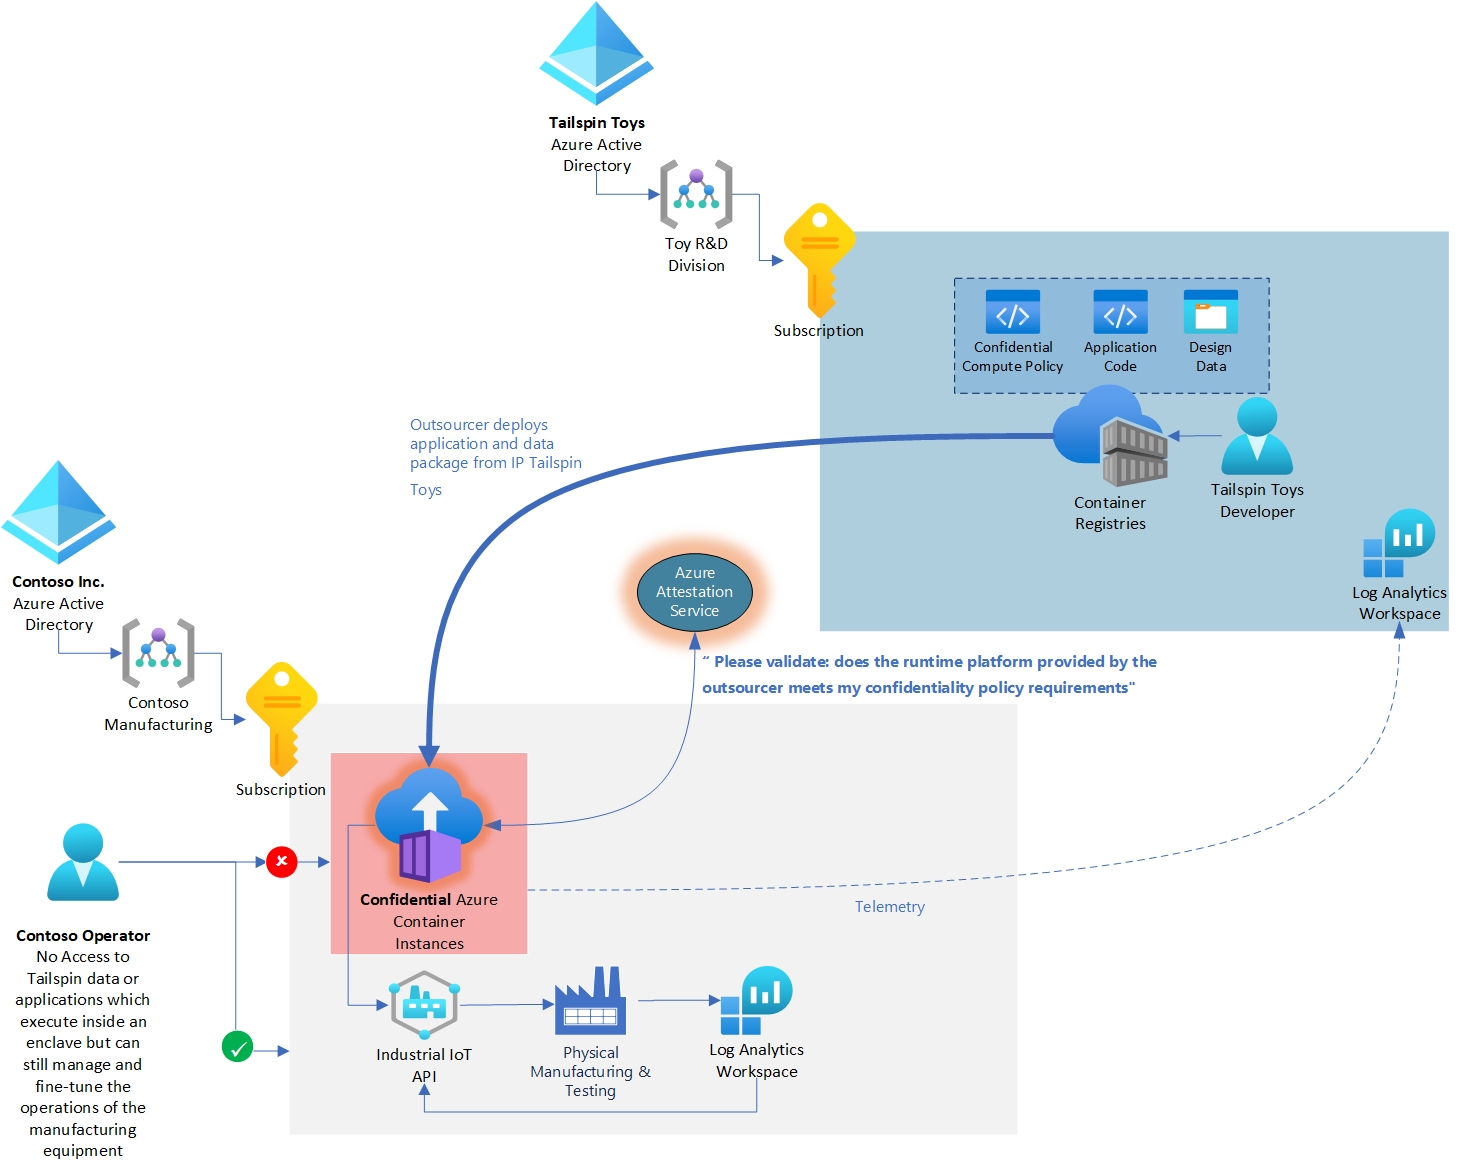 Tailspin Toys
Azure Active
Directory
Toy R&D
Division
Subscription
Confidential
Compute Policy
Application
Code
Design
Data
Outsourcer deploys
application and data
package from IP Tailspin
Toys
Container
Registries
Tailspin Toys
Developer
Log Analytics
Workspace
Azure
Attestation
Service
“ Please validate: does the runtime platform provided by the
outsourcer meets my confidentiality policy requirements"
Contoso Inc.
Azure Active
Directory
Contoso
Manufacturing
Subscription
Confidential Azure
Container
Instances
Telemetry
Contoso Operator
No Access to
Tailspin data or
applications which
execute inside an
enclave but can
still manage and
fine-tune the
operations of the
manufacturing
equipment
Industrial IoT
API
Physical
Manufacturing &
Testing
Log Analytics
Workspace